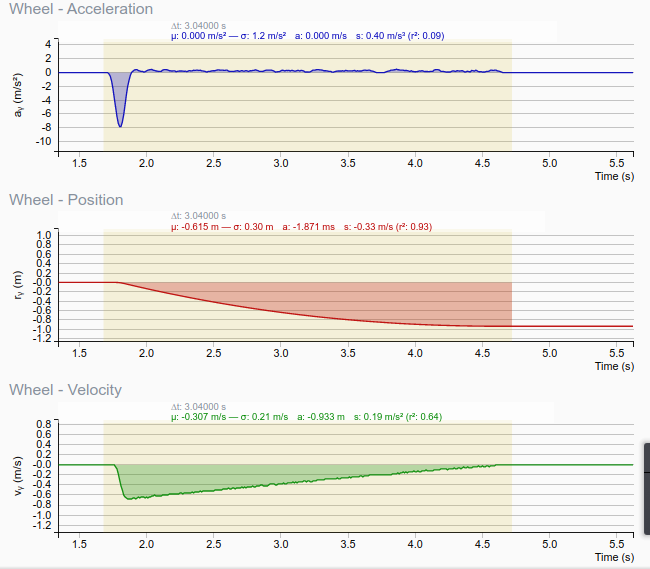 Wheel - Acceleration
Δt: 3.04000 s
μ: 0.000 m/s² — σ: 1.2 m/s² a: 0.000 m/s s: 0.40 m/s³ (r²: 0.09)
4
2
0
-2
-4
-6
-8
-10
aᵧ (m/s²)
1.5 2.0 2.5 3.0 3.5 4.0 4.5 5.0 5.5
Time (s)
Wheel - Position
Δt: 3.04000 s
μ: -0.615 m — σ: 0.30 m a: -1.871 ms s: -0.33 m/s (r²: 0.93)
1.0
0.8
0.6
0.4
0.2
-0.0
-0.2
-0.4
-0.6
-0.8
-1.0
-1.2
rᵧ (m)
1.5 2.0 2.5 3.0 3.5 4.0 4.5 5.0 5.5
Time (s)
Wheel - Velocity
Δt: 3.04000 s
μ: -0.307 m/s — σ: 0.21 m/s a: -0.933 m s: 0.19 m/s² (r²: 0.64)
0.8
0.6
0.4
0.2
-0.0
-0.2
-0.4
-0.6
-0.8
-1.0
-1.2
vᵧ (m/s)
1.5 2.0 2.5 3.0 3.5 4.0 4.5 5.0 5.5
Time (s)